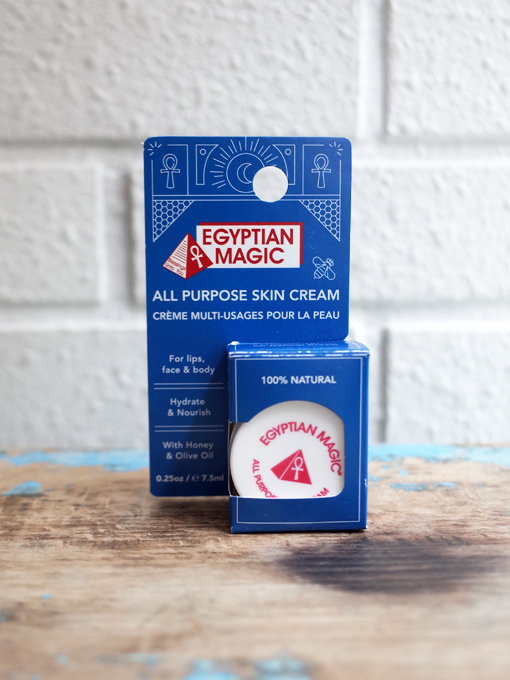 EGYPTIAN
MAGIC
ALL PURPOSE SKIN CREAM
CRÈME MULTI-USAGES POUR LA PEAU
For lips,
face & body
Hydrate
& Nourish
With Honey
& Olive Oil
0.25oz / ℮ 7.5ml
100% NATURAL
EGYPTIAN MAGIC
ALL